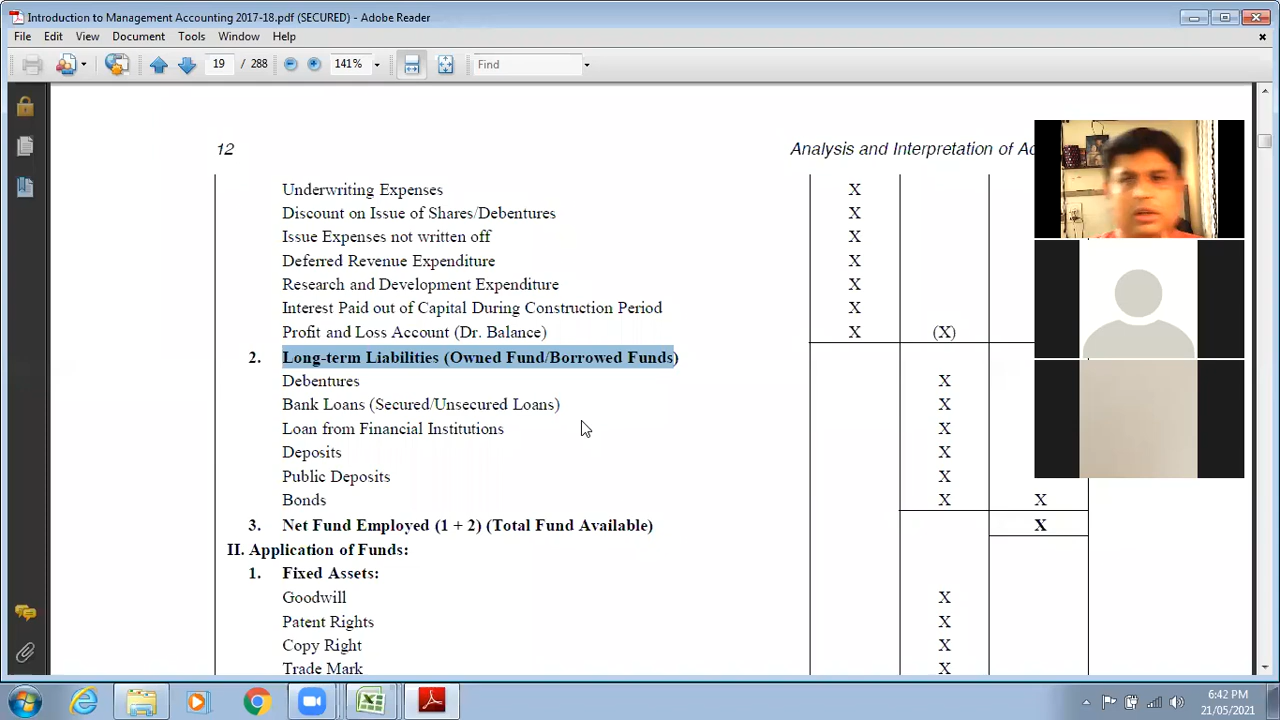 Introduction to Management Accounting 2017-18.pdf (SECURED) - Adobe Reader
File Edit View Document Tools Window Help
19 / 288 141% Find
12 Analysis and Interpretation of Ac
Underwriting Expenses X
Discount on Issue of Shares/Debentures X
Issue Expenses not written off X
Deferred Revenue Expenditure X
Research and Development Expenditure X
Interest Paid out of Capital During Construction Period X
Profit and Loss Account (Dr. Balance) X (X)
2. Long-term Liabilities (Owned Fund/Borrowed Funds)
Debentures X
Bank Loans (Secured/Unsecured Loans) X
Loan from Financial Institutions X
Deposits X
Public Deposits X
Bonds X X
3. Net Fund Employed (1 + 2) (Total Fund Available) X
II. Application of Funds:
1. Fixed Assets:
Goodwill X
Patent Rights X
Copy Right X
Trade Mark X
6:42 PM
21/05/2021